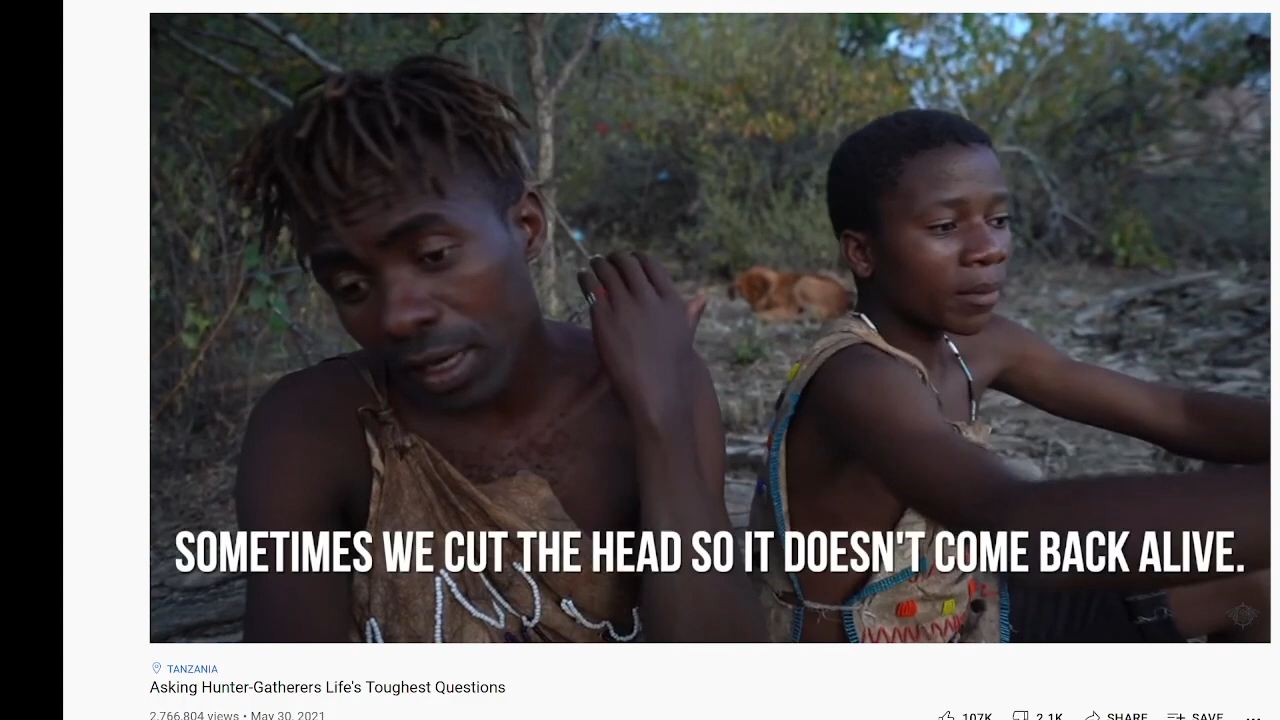 SOMETIMES WE CUT THE HEAD SO IT DOESN'T COME BACK ALIVE.
TANZANIA
Asking Hunter-Gatherers Life's Toughest Questions
2,766,804 views • May 30, 2021 107K 2.1K SHARE SAVE